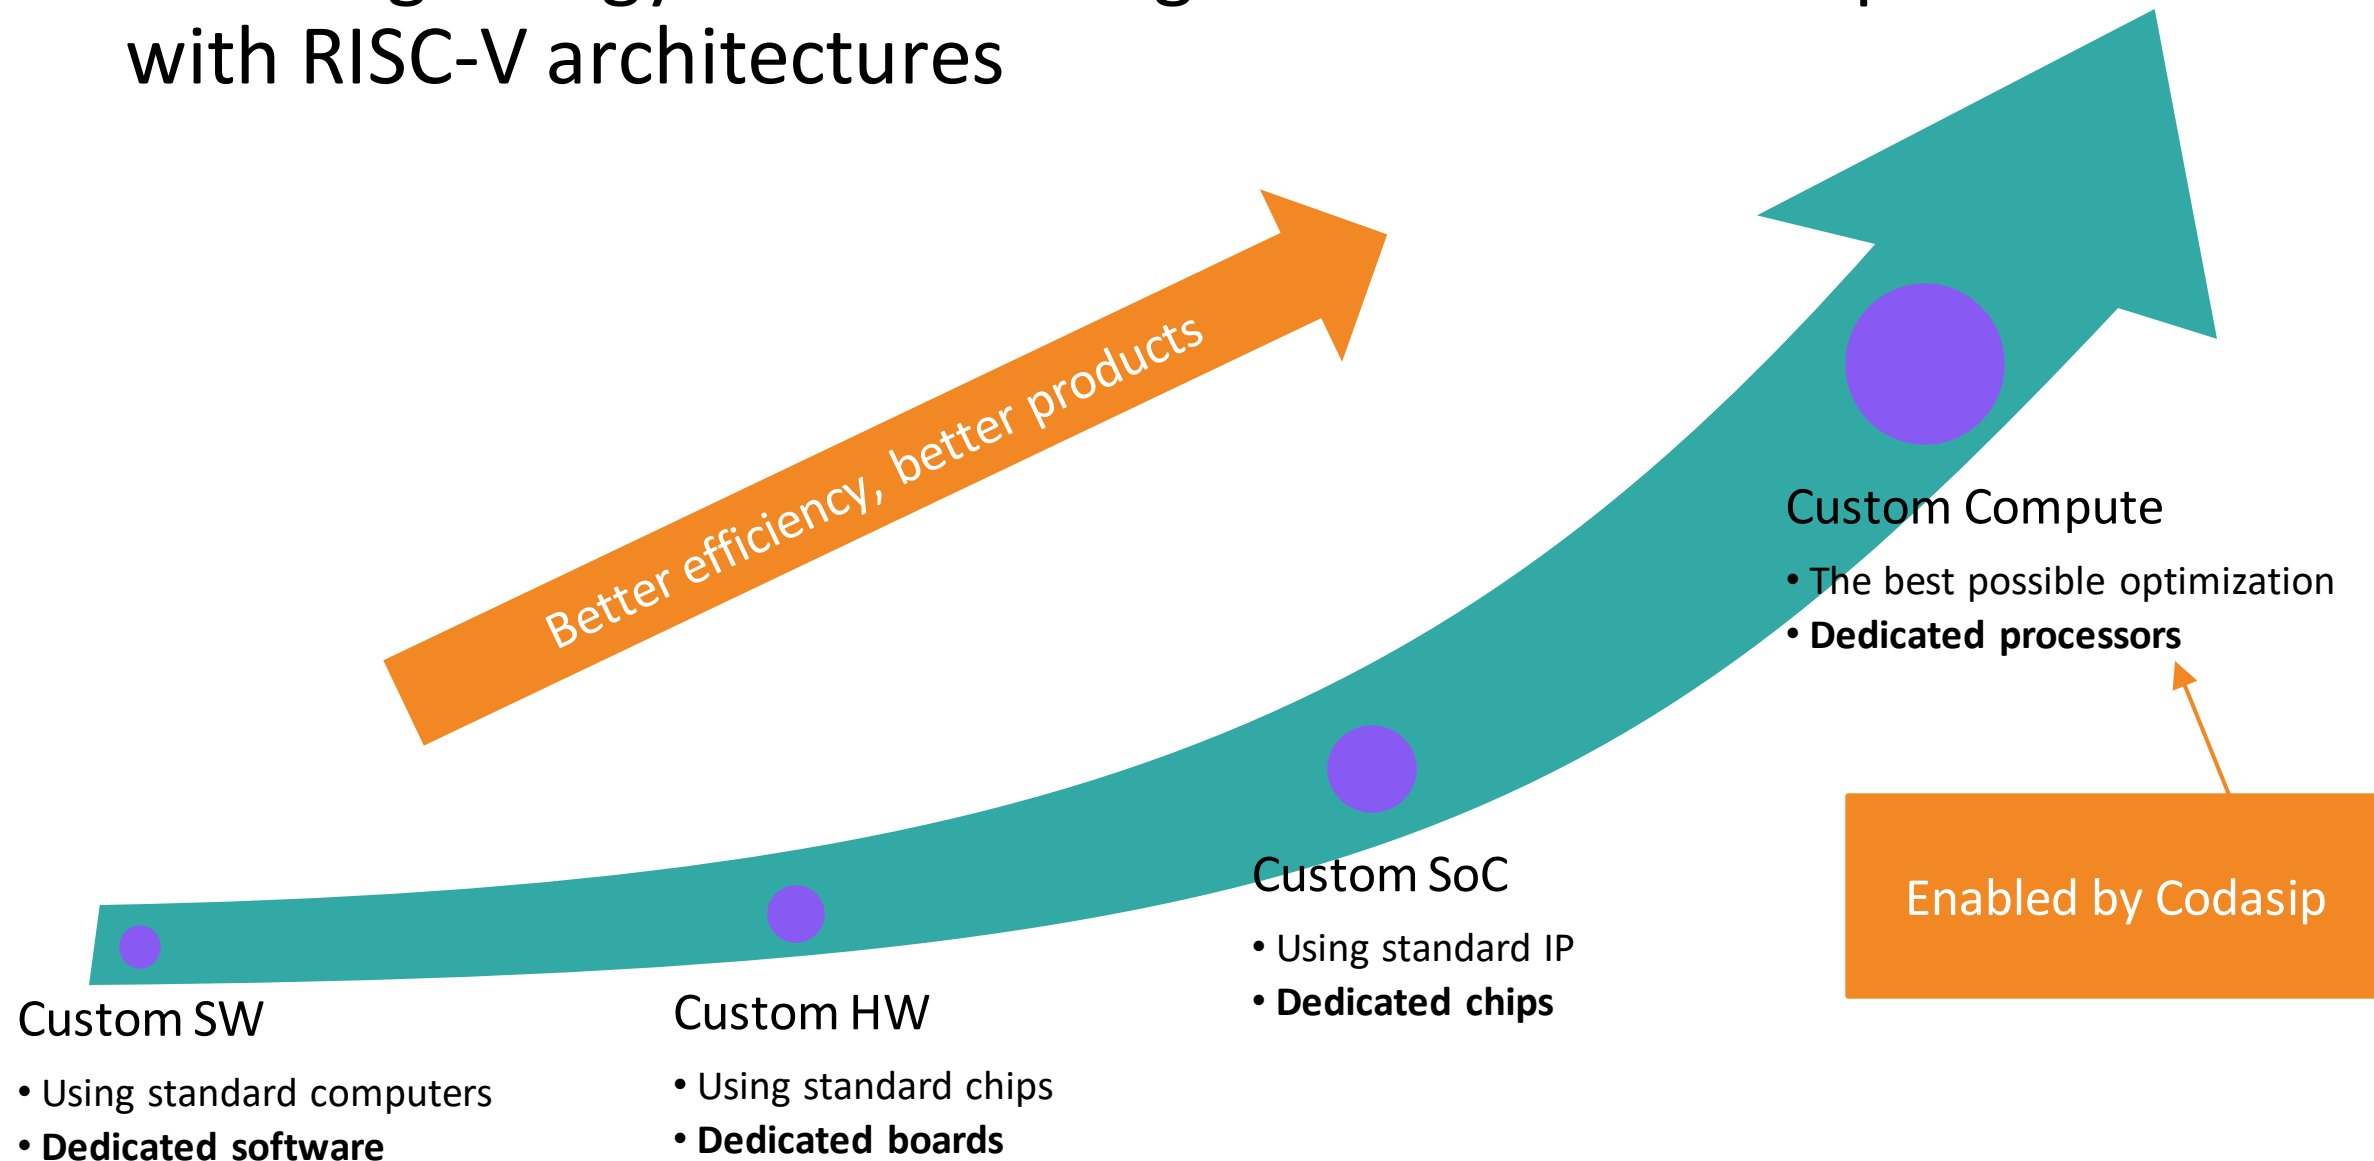 with RISC-V architectures
Better efficiency, better products
Custom Compute
• The best possible optimization
• Dedicated processors
Enabled by Codasip
Custom SoC
• Using standard IP
• Dedicated chips
Custom HW
• Using standard chips
• Dedicated boards
Custom SW
• Using standard computers
• Dedicated software